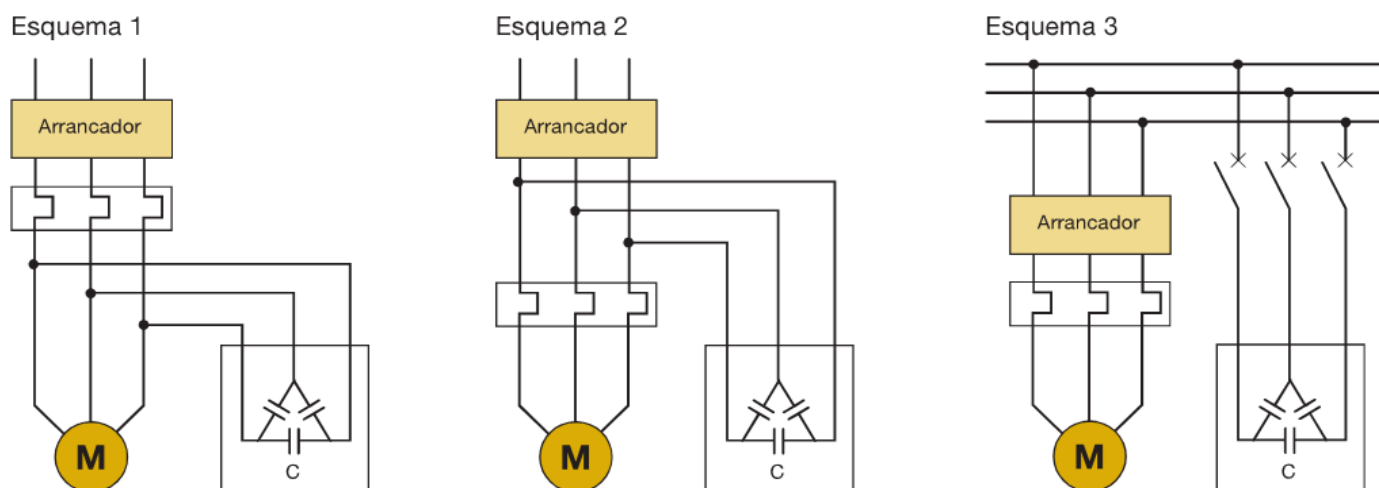 Esquema 1
Arrancador
M
C
Esquema 2
Arrancador
M
C
Esquema 3
Arrancador
M
C